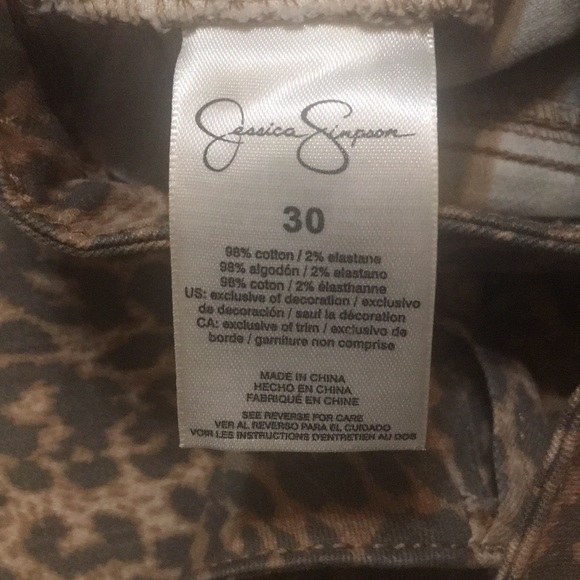 Jessica Simpson
30
98% cotton / 2% elastane
98% algodón / 2% elastano
98% coton / 2% élasthanne
US: exclusive of decoration / exclusivo
de decoración / sauf la décoration
CA: exclusive of trim / exclusivo de
borde / garniture non comprise
MADE IN CHINA
HECHO EN CHINA
FABRIQUÉ EN CHINE
SEE REVERSE FOR CARE
VER AL REVERSO PARA EL CUIDADO
VOIR LES INSTRUCTIONS D'ENTRETIEN AU DOS